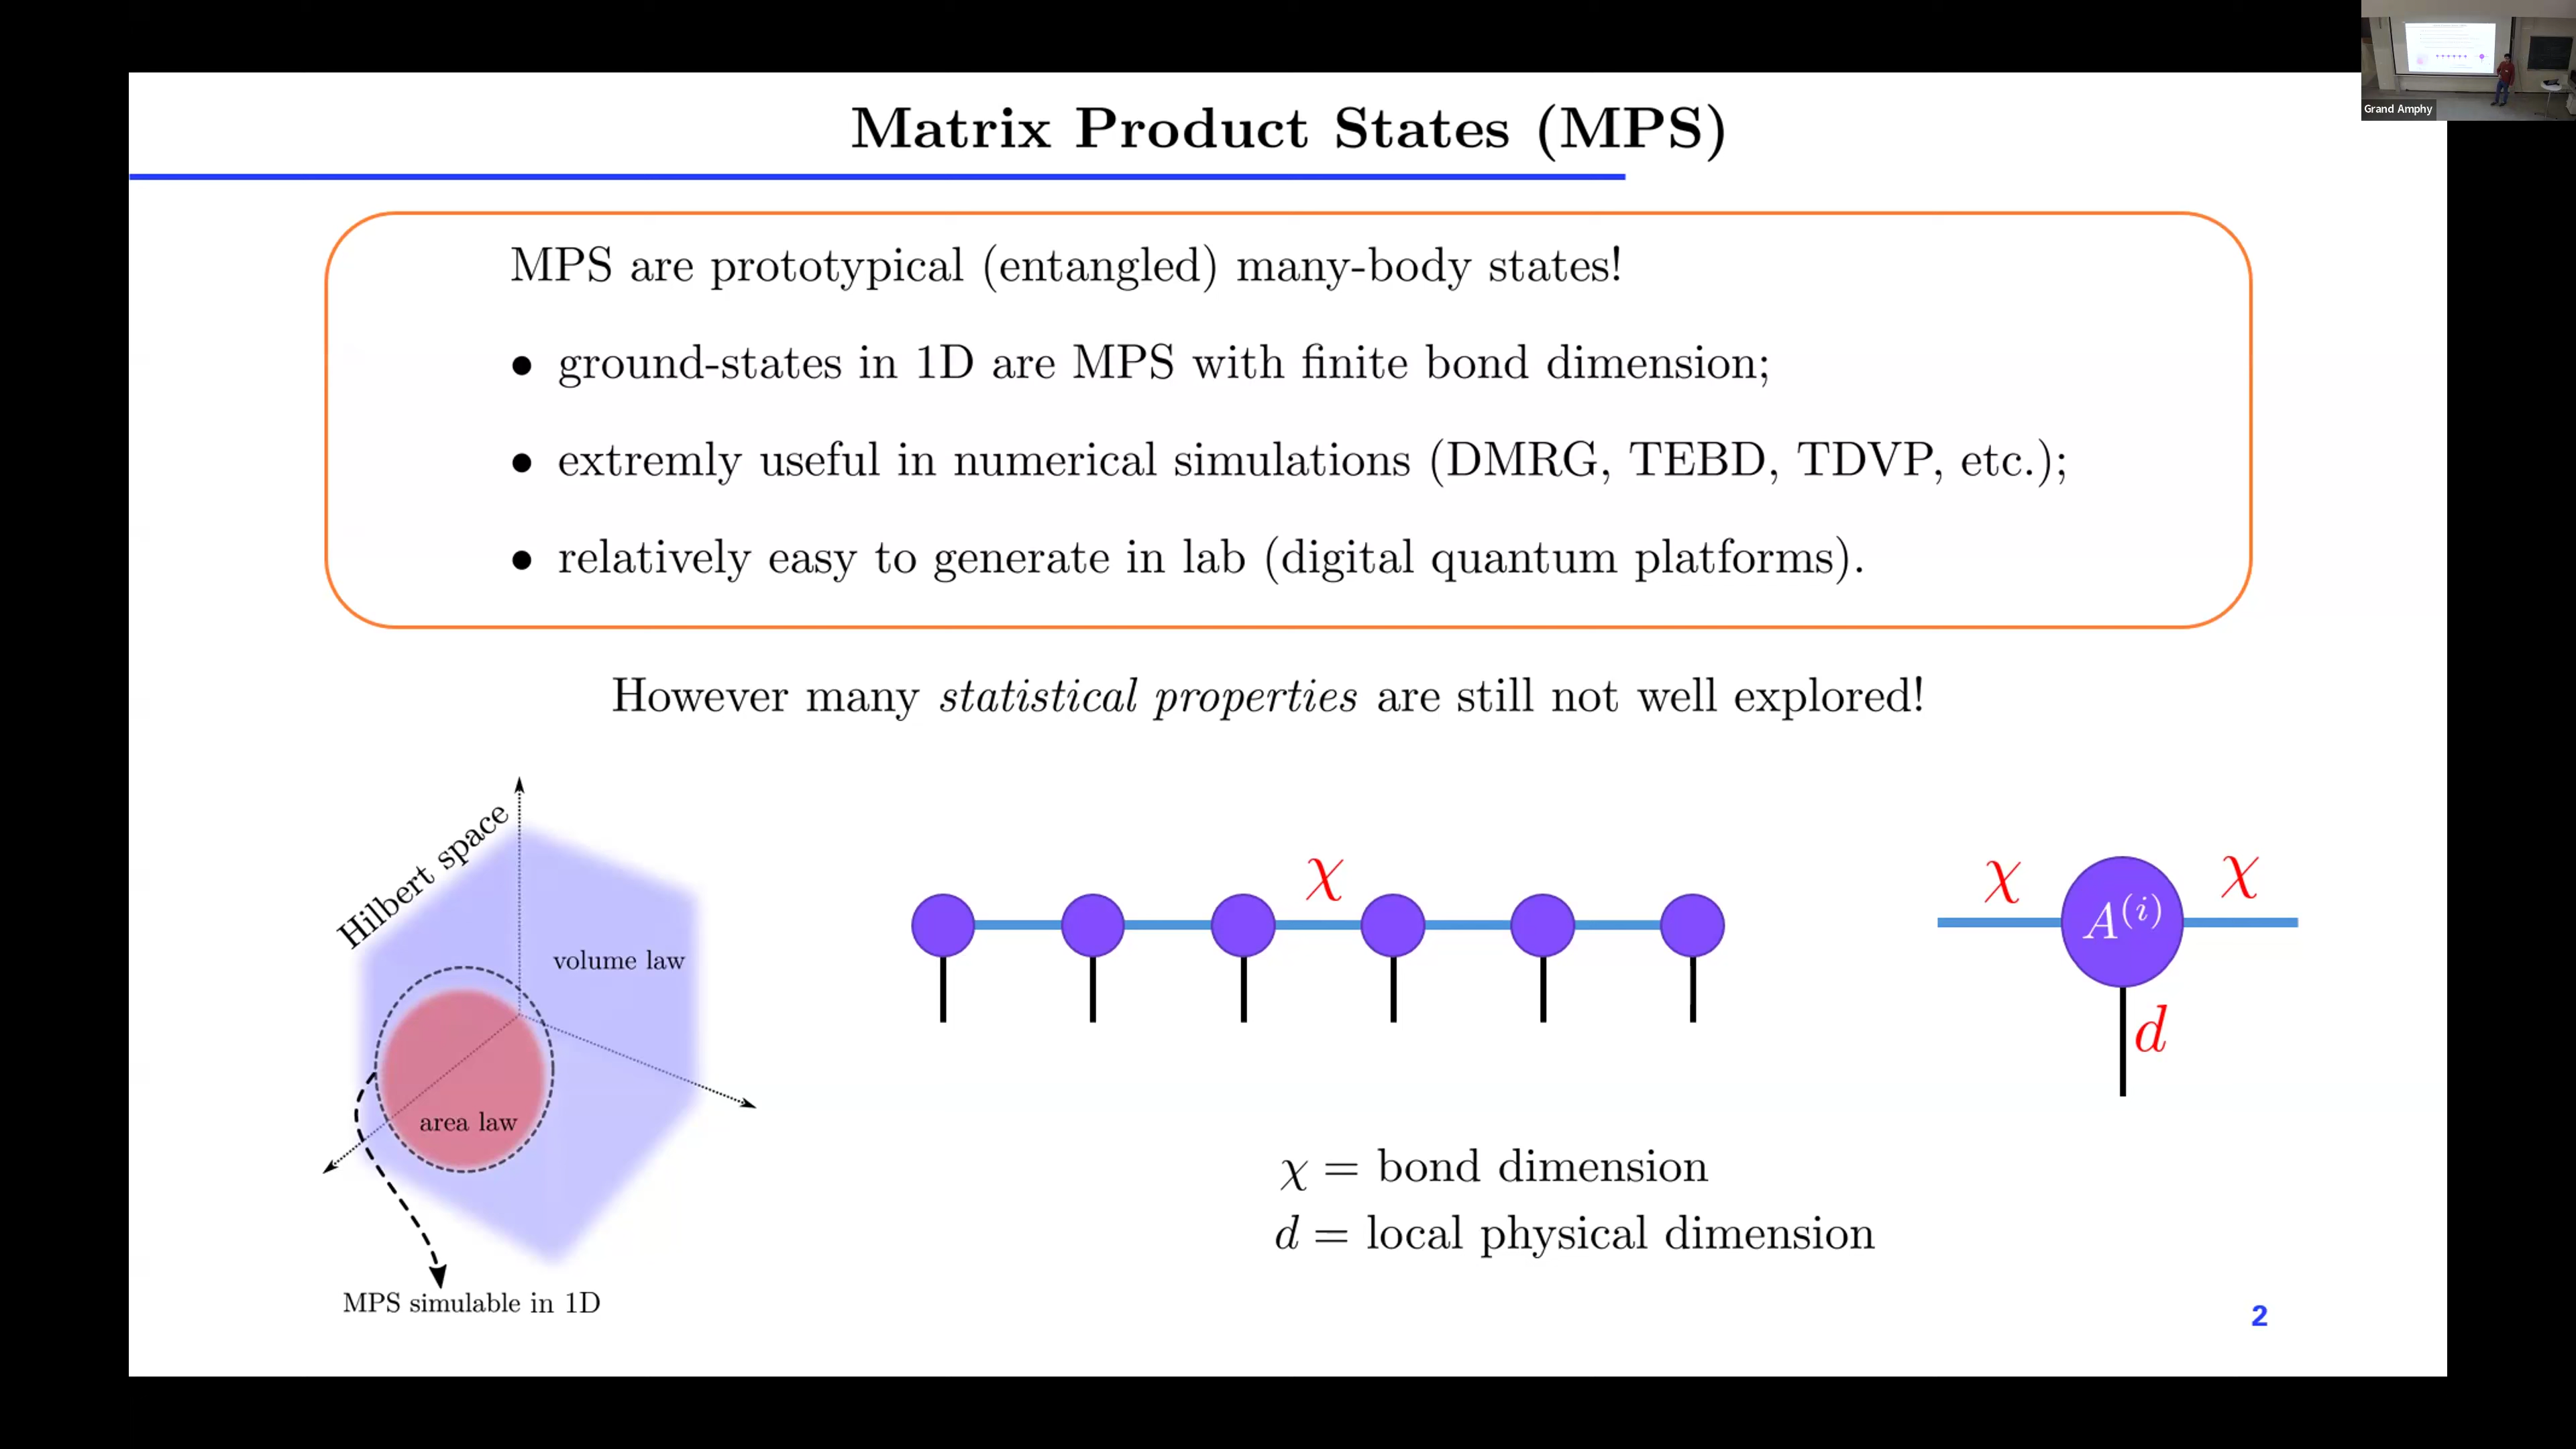 Grand Amphy
Matrix Product States (MPS)
MPS are prototypical (entangled) many-body states!
• ground-states in 1D are MPS with finite bond dimension;
• extremly useful in numerical simulations (DMRG, TEBD, TDVP, etc.);
• relatively easy to generate in lab (digital quantum platforms).
However many statistical properties are still not well explored!
Hilbert space
volume law
area law
MPS simulable in 1D
χ
χ
A⁽ⁱ⁾
χ
d
χ = bond dimension
d = local physical dimension
2